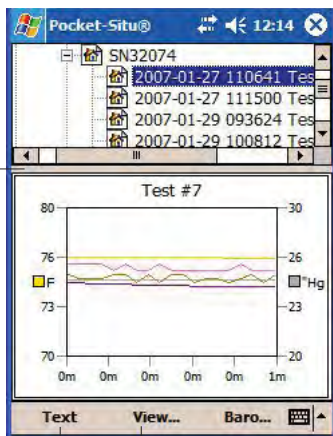 Pocket-Situ® 12:14
SN32074
2007-01-27 110641 Tes
2007-01-27 111500 Tes
2007-01-29 093624 Tes
2007-01-29 100812 Tes
Test #7
80 30
76 26
F "Hg
73 23
70 20
0m 0m 0m 0m 0m 1m
Text View... Baro...